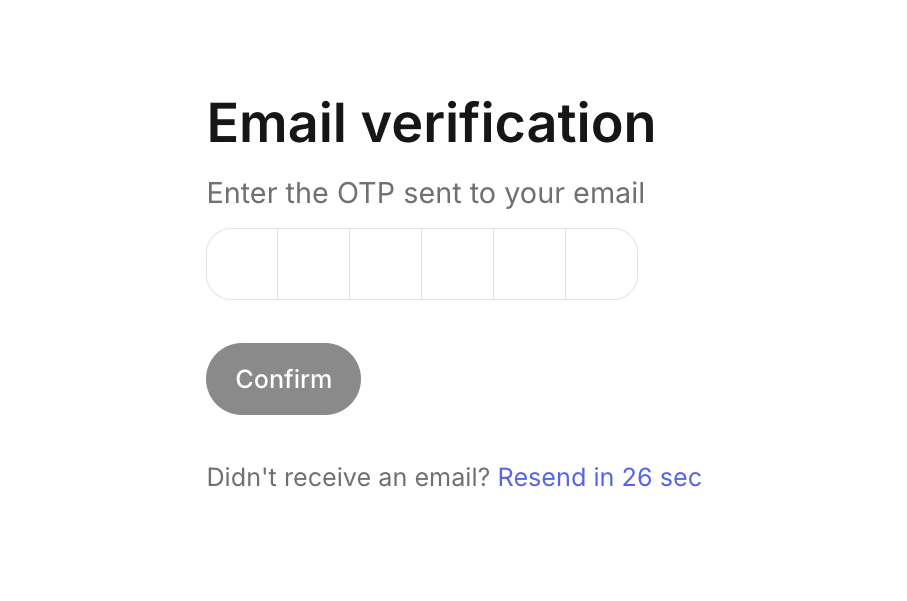 Email verification
Enter the OTP sent to your email
Confirm
Didn't receive an email? Resend in 26 sec